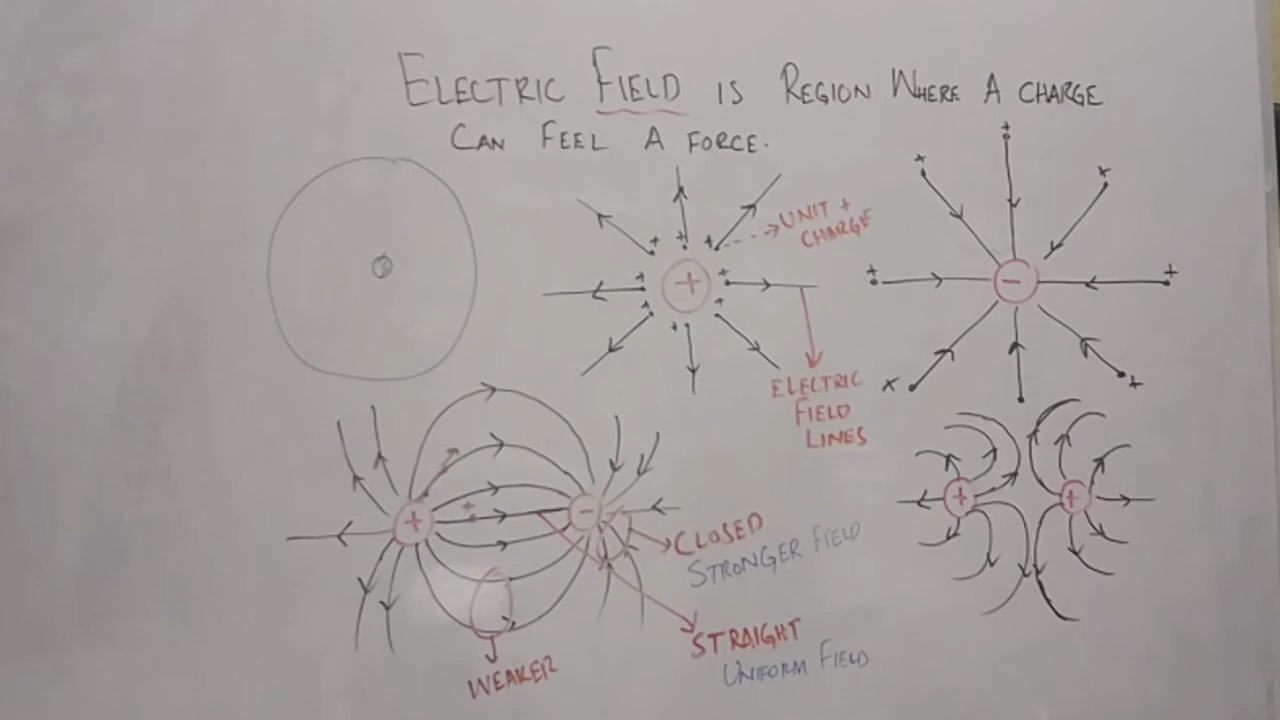 ELECTRIC FIELD IS REGION WHERE A CHARGE
CAN FEEL A FORCE.
UNIT +
CHARGE
ELECTRIC
FIELD
LINES
CLOSED
STRONGER FIELD
STRAIGHT
UNIFORM FIELD
WEAKER